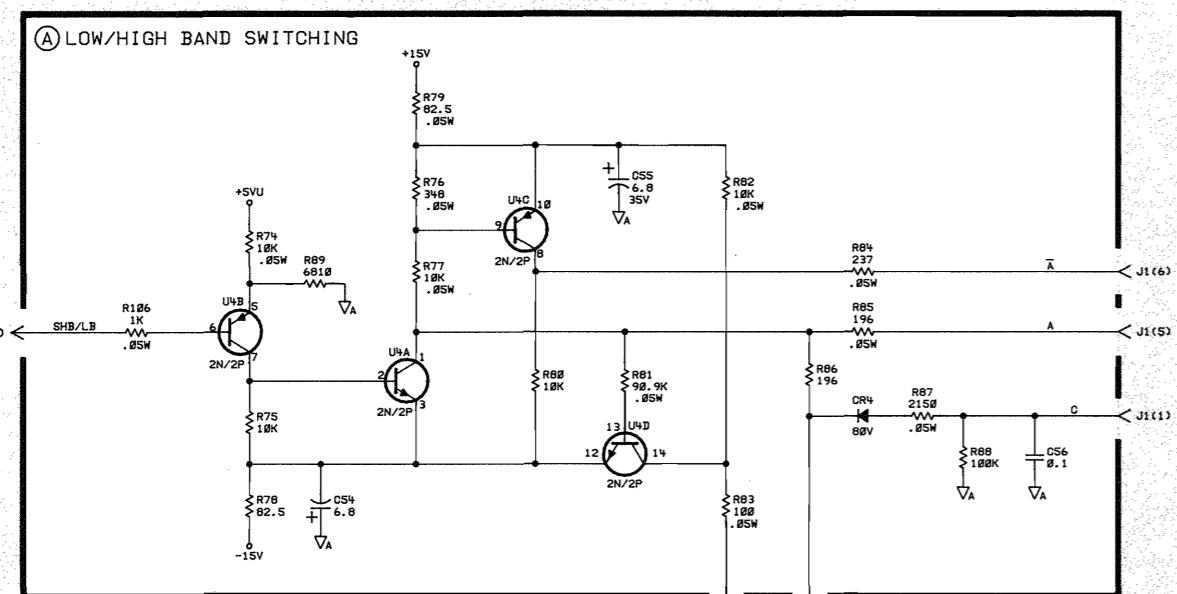 (A) LOW/HIGH BAND SWITCHING
+15V
R79
82.5
.05W
R76
348
.05W
U4C
10
9
8
2N/2P
+
C55
6.8
35V
A
R82
10K
.05W
+5VU
R74
10K
.05W
R89
6810
A
R77
10K
.05W
R84
237
.05W
A̅
J1(6)
SHB/LB
R106
1K
.05W
U4B
5
6
7
2N/2P
R85
196
.05W
A
J1(5)
U4A
1
2
3
2N/2P
R80
10K
R81
90.9K
.05W
R86
196
CR4
80V
R87
2150
.05W
C
J1(1)
R75
10K
13
U4D
12
14
2N/2P
R88
100K
A
C56
0.1
A
R78
82.5
-15V
C54
6.8
+
A
R83
100
.05W